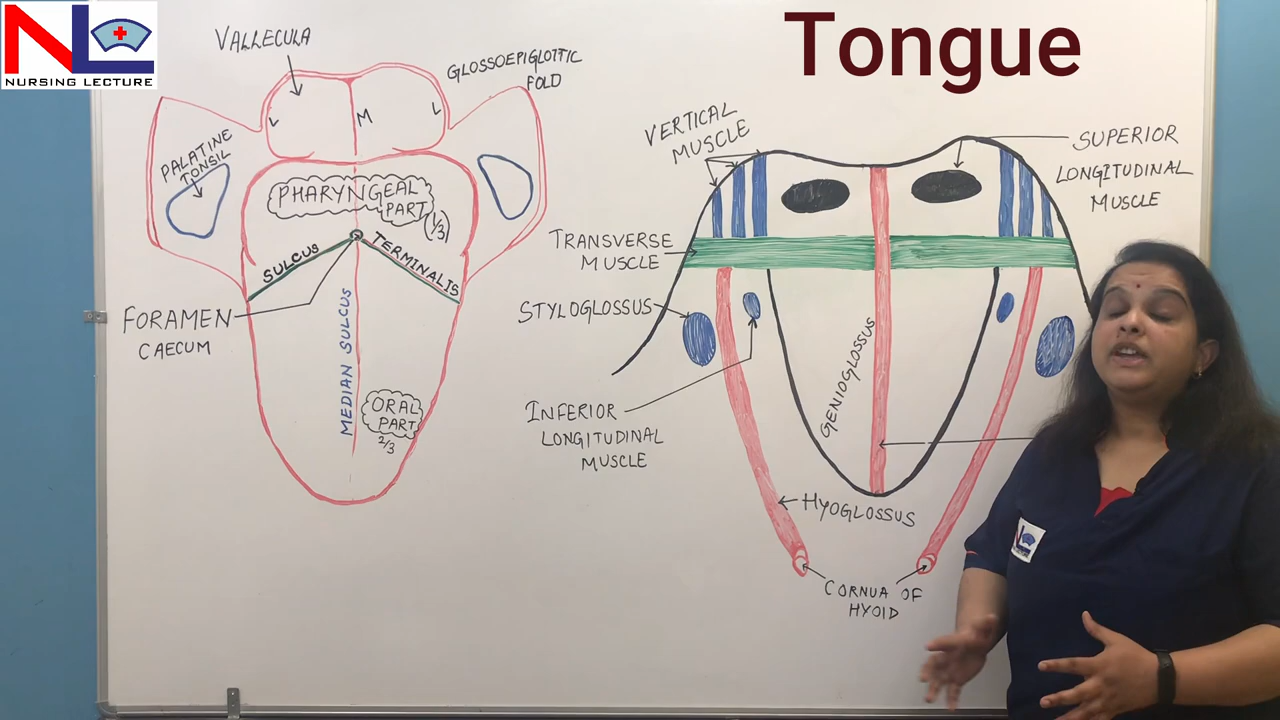 NL
NURSING LECTURE
Tongue
VALLECULA
GLOSSOEPIGLOTTIC
FOLD
L
M
L
PALATINE
TONSIL
PHARYNGEAL
PART
(1/3)
SULCUS
TERMINALIS
FORAMEN
CAECUM
MEDIAN SULCUS
ORAL
PART
2/3
VERTICAL
MUSCLE
SUPERIOR
LONGITUDINAL
MUSCLE
TRANSVERSE
MUSCLE
STYLOGLOSSUS
INFERIOR
LONGITUDINAL
MUSCLE
GENIOGLOSSUS
HYOGLOSSUS
CORNUA OF
HYOID
NL